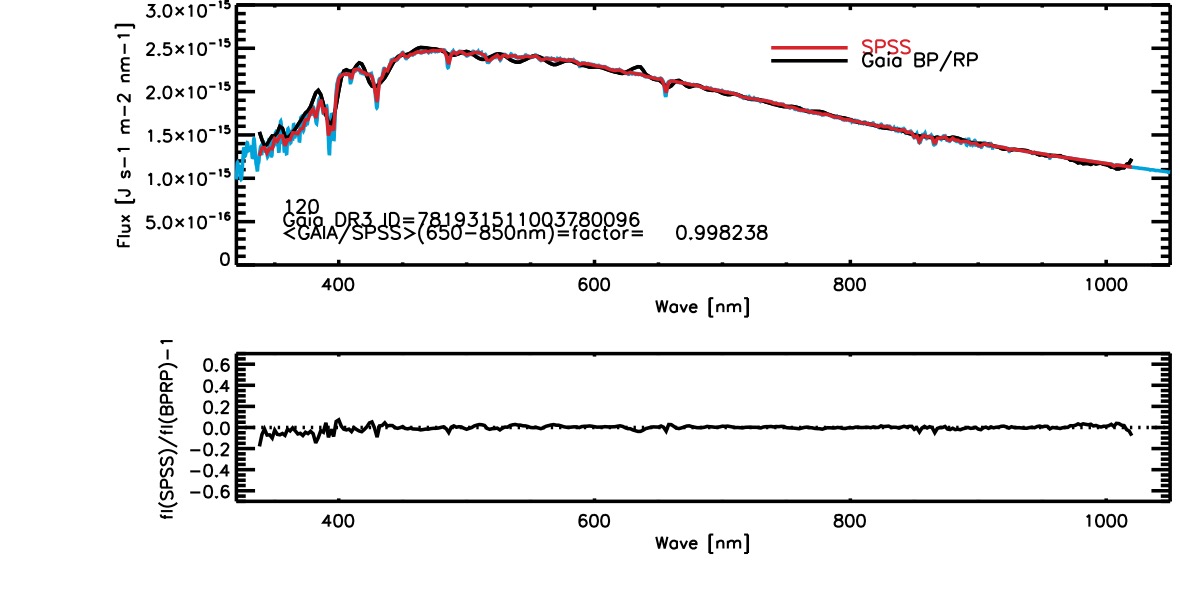 3.0×10−15
2.5×10−15
2.0×10−15
1.5×10−15
1.0×10−15
5.0×10−16
0
Flux [J s−1 m−2 nm−1]
SPSS
Gaia BP/RP
120
Gaia DR3 ID=781931511003780096
<GAIA/SPSS>(650−850nm)=factor= 0.998238
400 600 800 1000
Wave [nm]
0.6
0.4
0.2
0.0
−0.2
−0.4
−0.6
fl(SPSS)/fl(BPRP)−1
400 600 800 1000
Wave [nm]